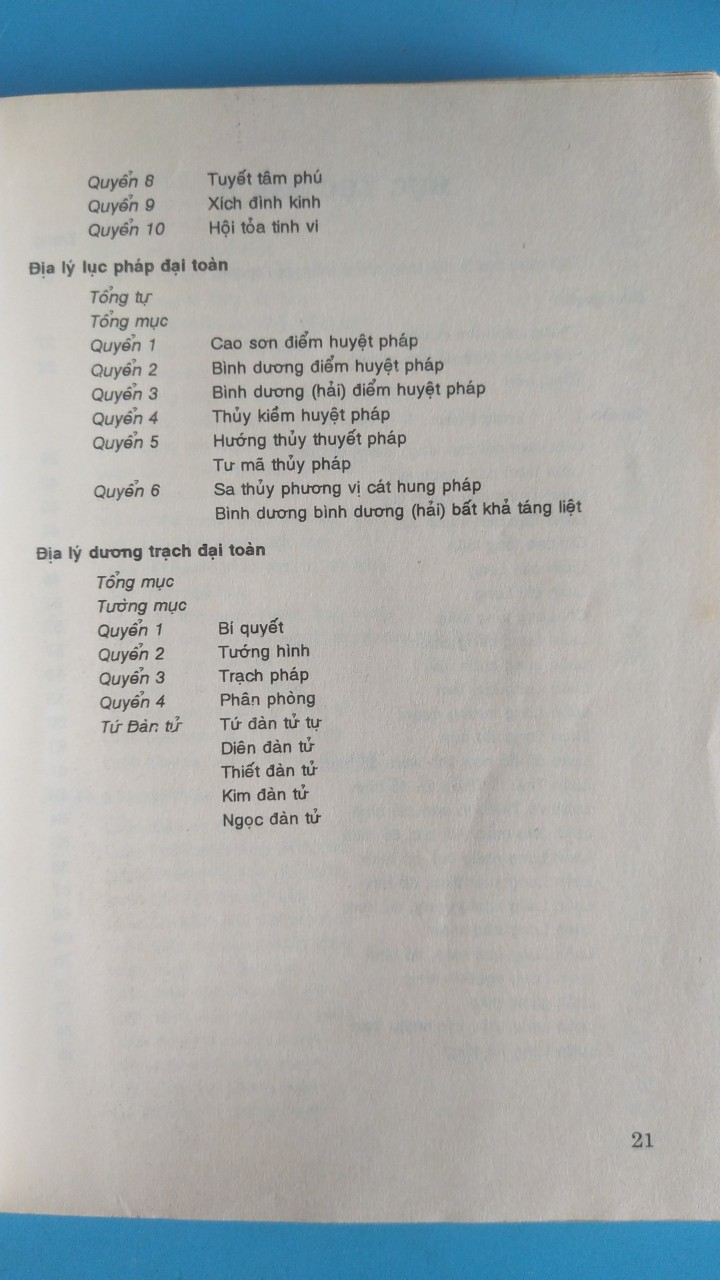 Quyển 8 Tuyết tâm phú
Quyển 9 Xích đình kinh
Quyển 10 Hội tỏa tinh vi
Địa lý lục pháp đại toàn
Tổng tự
Tổng mục
Quyển 1 Cao sơn điểm huyệt pháp
Quyển 2 Bình dương điểm huyệt pháp
Quyển 3 Bình dương (hải) điểm huyệt pháp
Quyển 4 Thủy kiềm huyệt pháp
Quyển 5 Hướng thủy thuyết pháp
Tư mã thủy pháp
Quyển 6 Sa thủy phương vị cát hung pháp
Bình dương bình dương (hải) bất khả táng liệt
Địa lý dương trạch đại toàn
Tổng mục
Tường mục
Quyển 1 Bí quyết
Quyển 2 Tướng hình
Quyển 3 Trạch pháp
Quyển 4 Phân phòng
Tứ Đàn tử Tứ đàn tử tự
Diên đàn tử
Thiết đàn tử
Kim đàn tử
Ngọc đàn tử
21